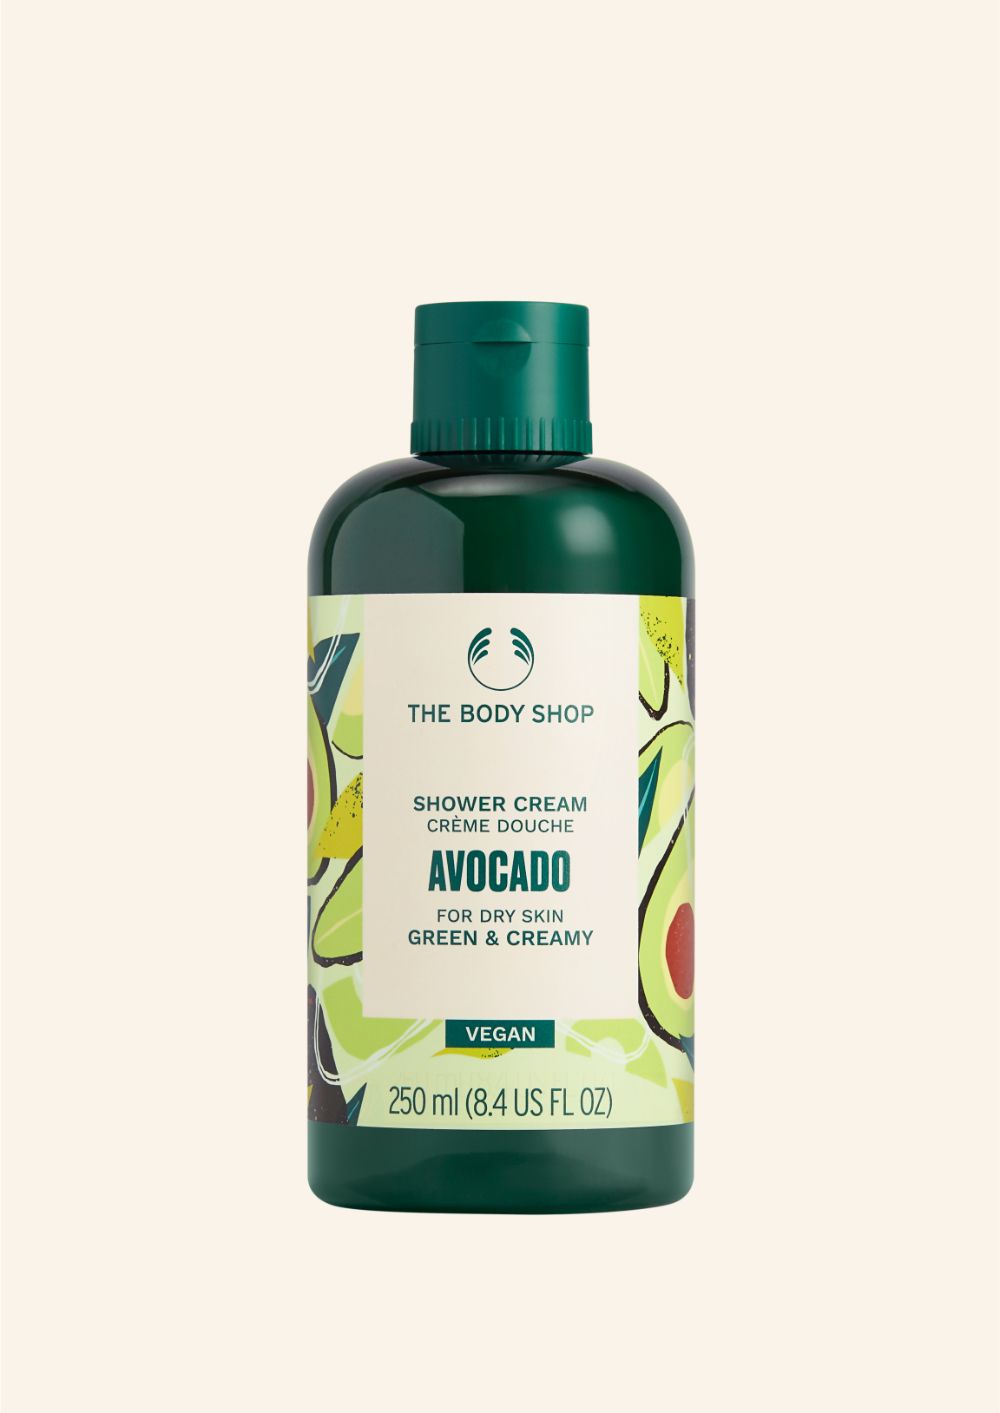 THE BODY SHOP
SHOWER CREAM
CRÈME DOUCHE
AVOCADO
FOR DRY SKIN
GREEN & CREAMY
VEGAN
250 ml (8.4 US FL OZ)